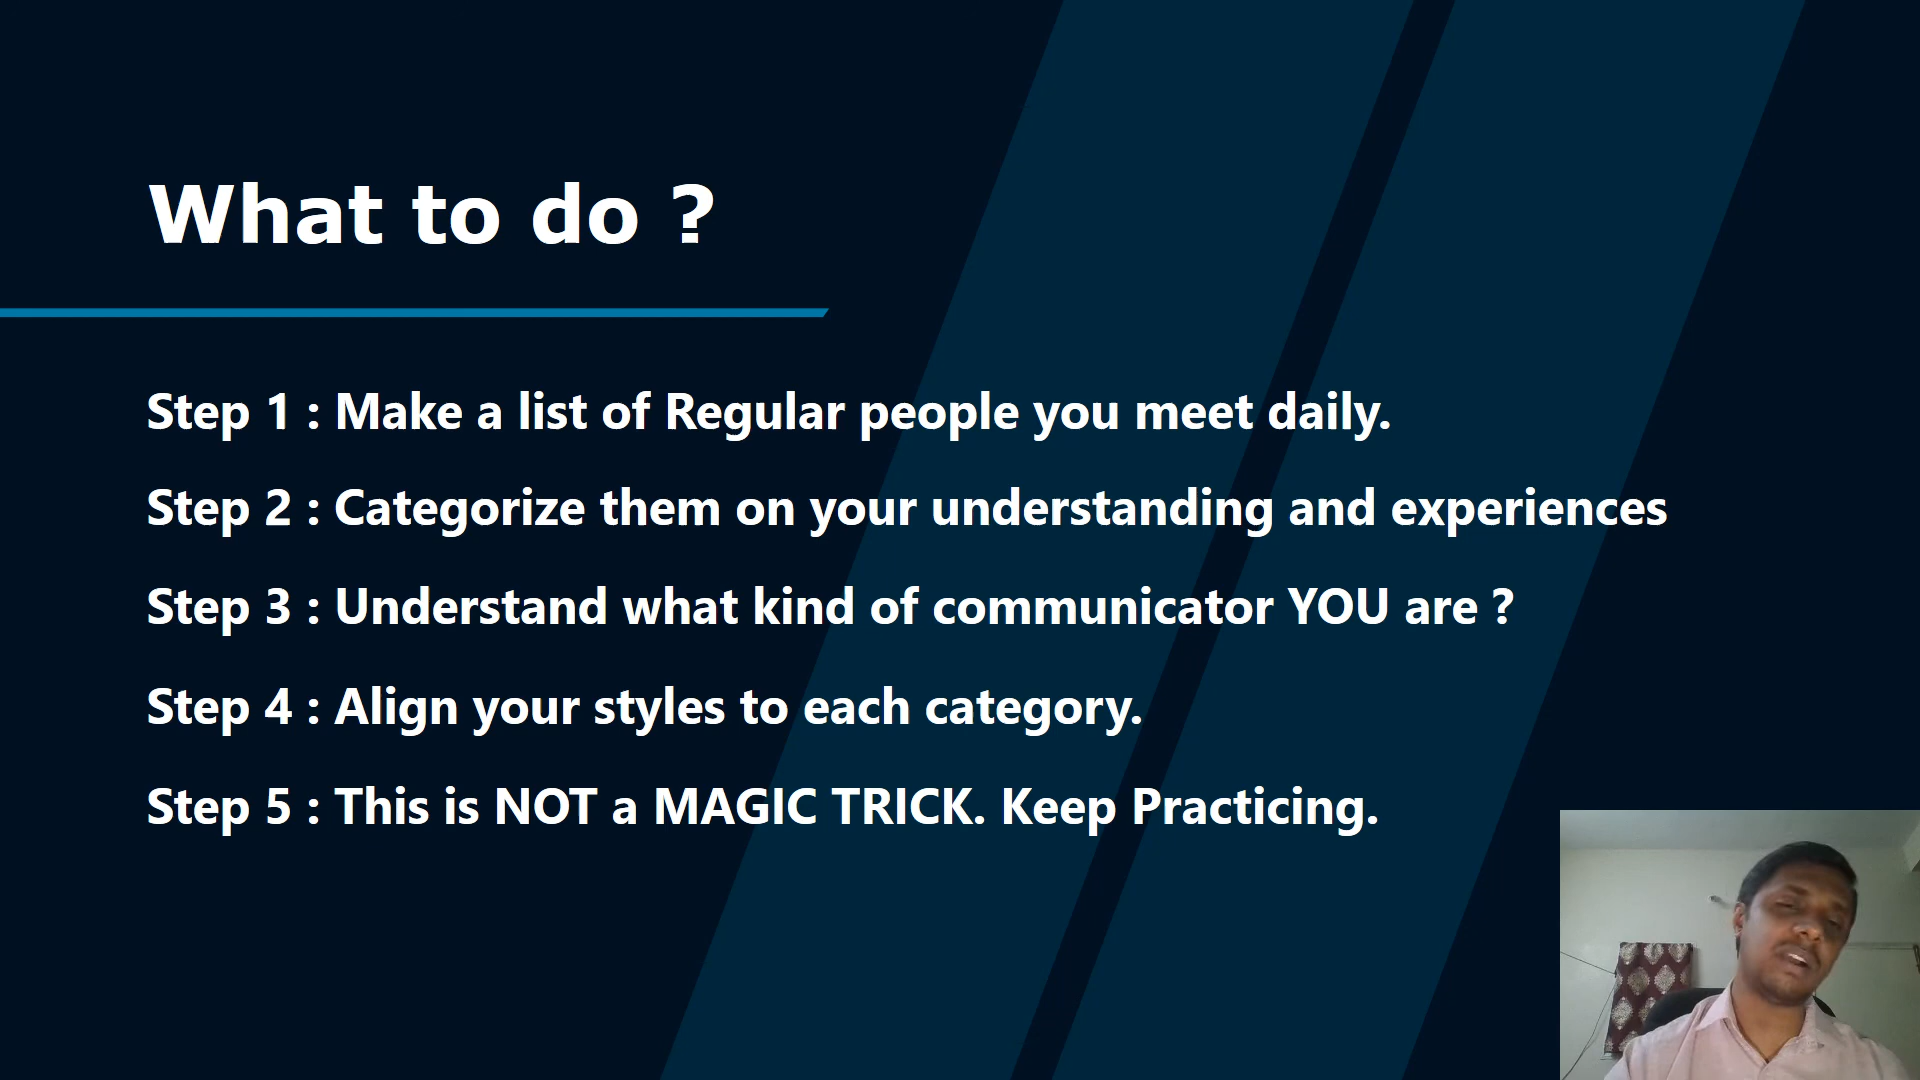 What to do ?
Step 1 : Make a list of Regular people you meet daily.
Step 2 : Categorize them on your understanding and experiences
Step 3 : Understand what kind of communicator YOU are ?
Step 4 : Align your styles to each category.
Step 5 : This is NOT a MAGIC TRICK. Keep Practicing.